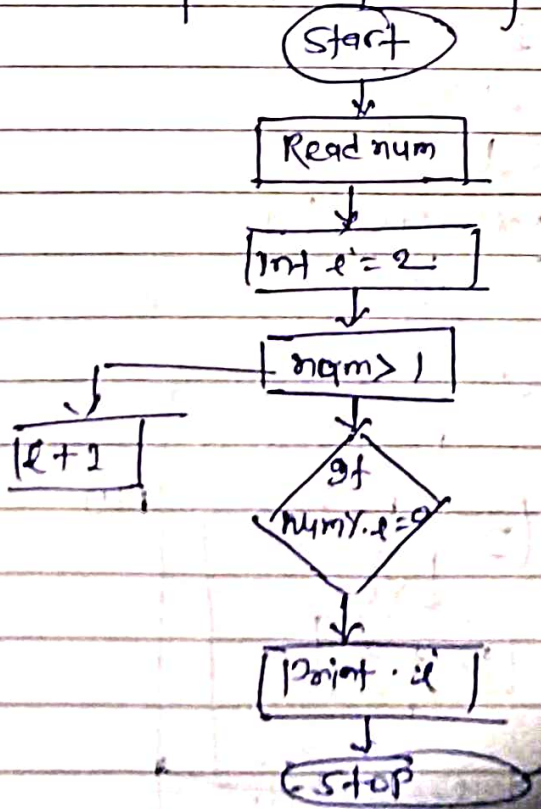 Start
Read num
Int i = 2
num > 1
i + 1
If
num % i = 0
Print i
Stop